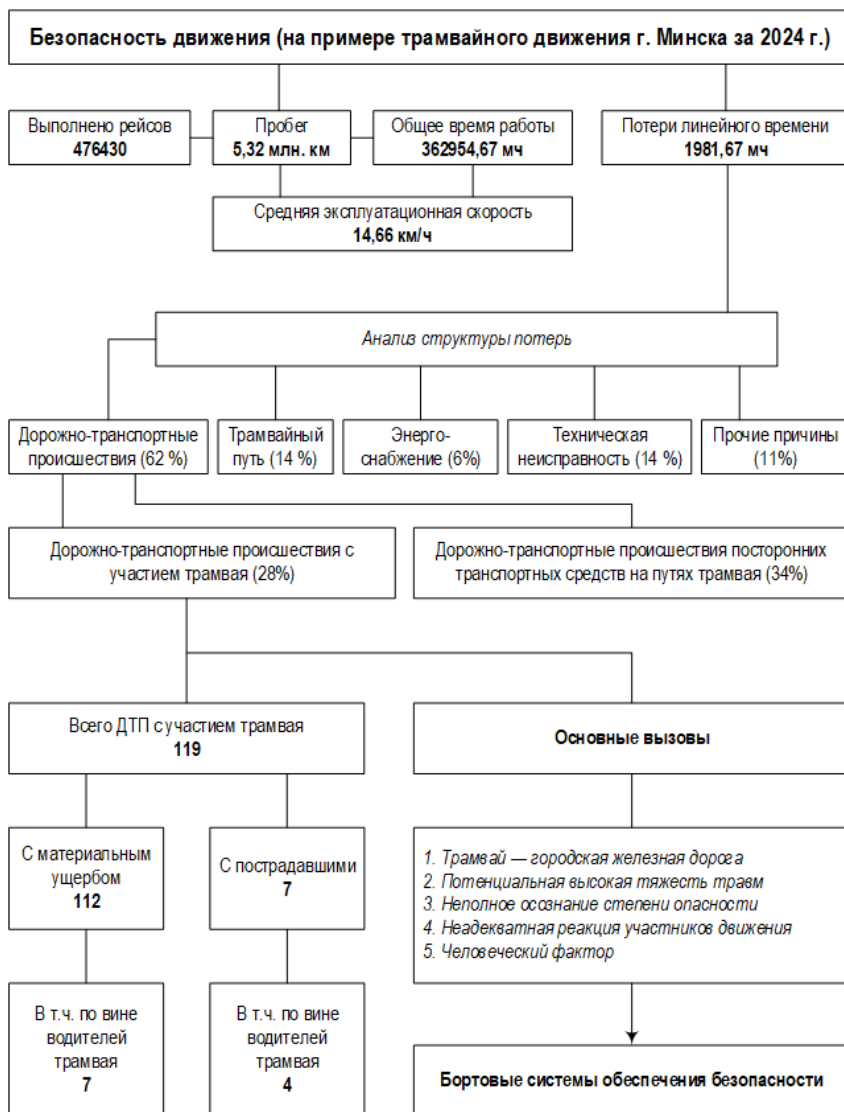 Безопасность движения (на примере трамвайного движения г. Минска за 2024 г.)
Выполнено рейсов
476430
Пробег
5,32 млн. км
Общее время работы
362954,67 мч
Потери линейного времени
1981,67 мч
Средняя эксплуатационная скорость
14,66 км/ч
Анализ структуры потерь
Дорожно-транспортные
происшествия (62 %)
Трамвайный
путь (14 %)
Энерго-
снабжение (6%)
Техническая
неисправность (14 %)
Прочие причины
(11%)
Дорожно-транспортные происшествия с
участием трамвая (28%)
Дорожно-транспортные происшествия посторонних
транспортных средств на путях трамвая (34%)
Всего ДТП с участием трамвая
119
Основные вызовы
С материальным
ущербом
112
С пострадавшими
7
1. Трамвай — городская железная дорога
2. Потенциальная высокая тяжесть травм
3. Неполное осознание степени опасности
4. Неадекватная реакция участников движения
5. Человеческий фактор
В т.ч. по вине
водителей
трамвая
7
В т.ч. по вине
водителей
трамвая
4
Бортовые системы обеспечения безопасности